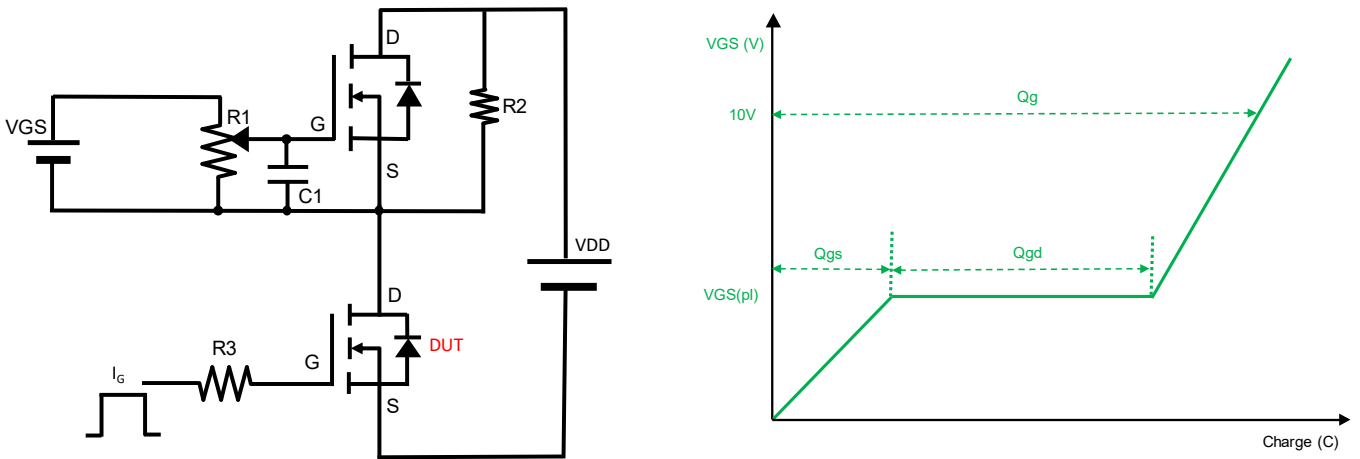 D
VGS
R1
G
R2
S
C1
VDD
D
R3
G
DUT
IG
S
VGS (V)
10V
Qg
Qgs
Qgd
VGS(pl)
Charge (C)